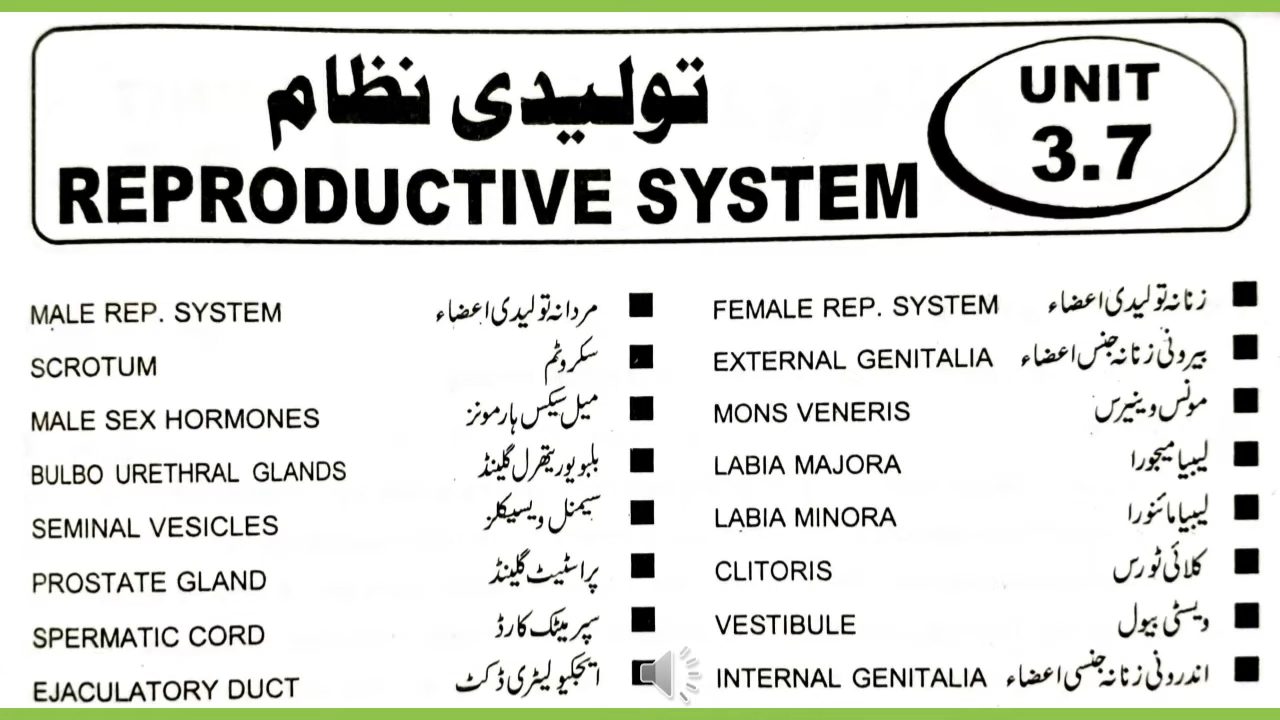 تولیدی نظام
REPRODUCTIVE SYSTEM
UNIT
3.7
MALE REP. SYSTEM مردانہ تولیدی اعضاء
SCROTUM سکروٹم
MALE SEX HORMONES میل سیکس ہارمونز
BULBO URETHRAL GLANDS بلبو یوریتھرل گلینڈ
SEMINAL VESICLES سیمنل ویسیکلز
PROSTATE GLAND پراسٹیٹ گلینڈ
SPERMATIC CORD سپرمیٹک کارڈ
EJACULATORY DUCT ایجکیولیٹری ڈکٹ
FEMALE REP. SYSTEM زنانہ تولیدی اعضاء
EXTERNAL GENITALIA بیرونی زنانہ جنس اعضاء
MONS VENERIS مونس وینیرس
LABIA MAJORA لیبیا میجورا
LABIA MINORA لیبیا مائنورا
CLITORIS کلائی ٹورس
VESTIBULE ویسٹی بیول
INTERNAL GENITALIA اندرونی زنانہ جنسی اعضاء